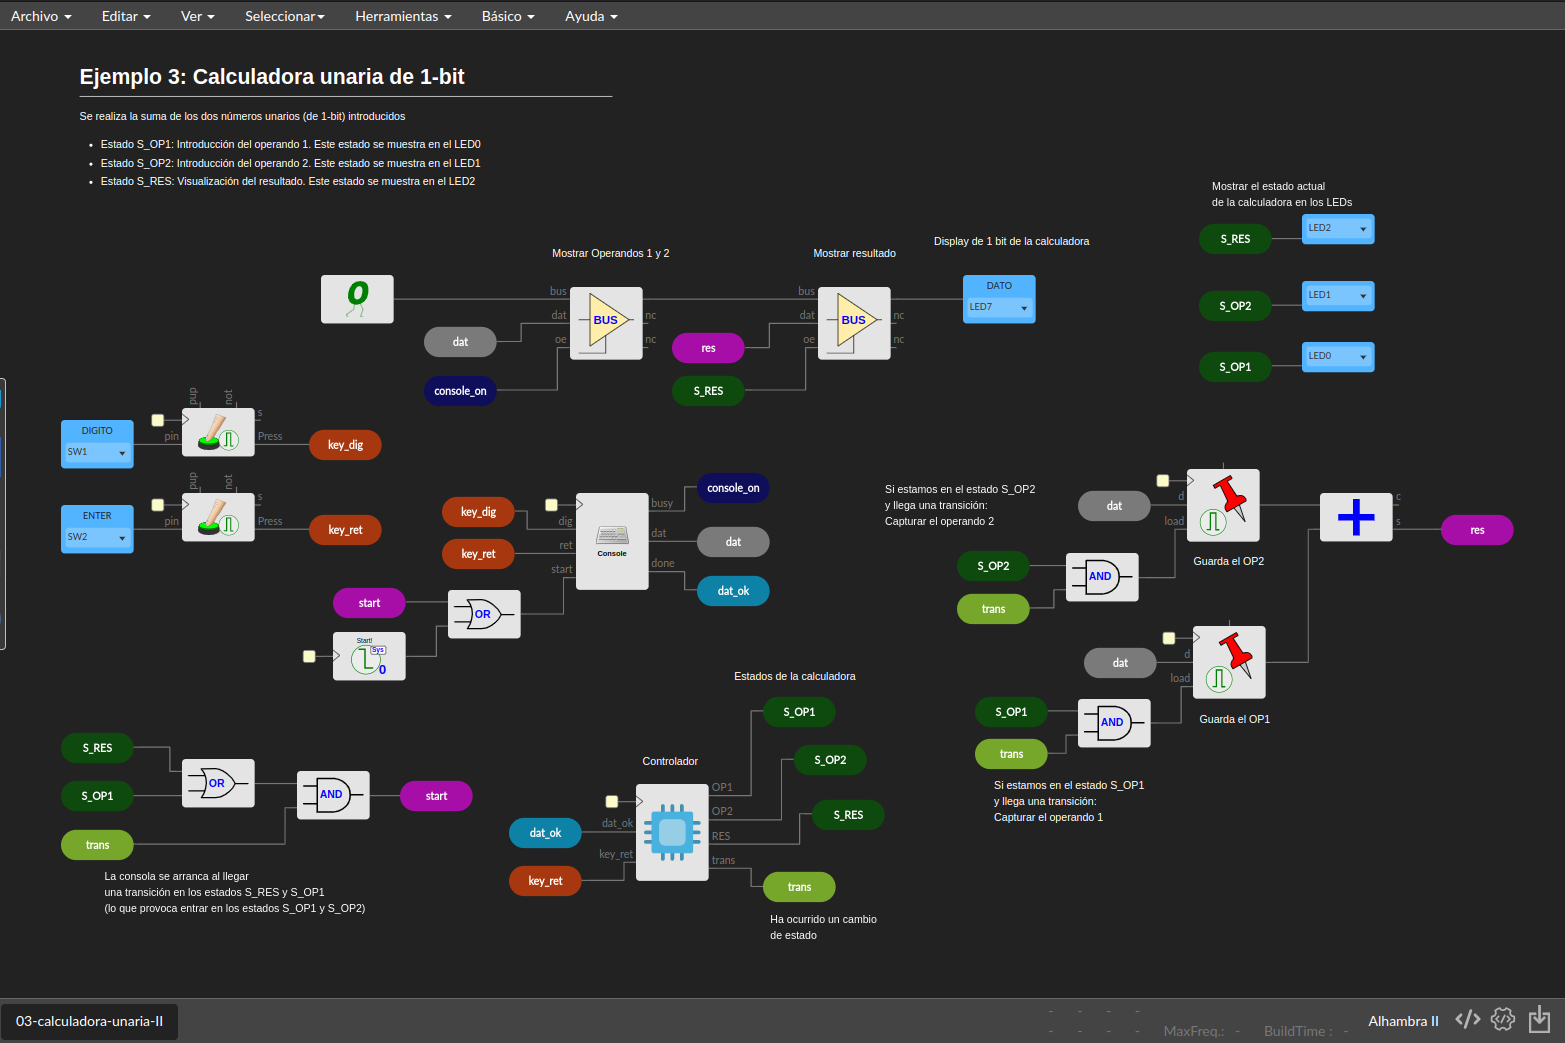 Archivo
Editar
Ver
Seleccionar
Herramientas
Básico
Ayuda
Ejemplo 3: Calculadora unaria de 1-bit
Se realiza la suma de los dos números unarios (de 1-bit) introducidos
Estado S_OP1: Introducción del operando 1. Este estado se muestra en el LED0
Estado S_OP2: Introducción del operando 2. Este estado se muestra en el LED1
Estado S_RES: Visualización del resultado. Este estado se muestra en el LED2
Mostrar el estado actual
de la calculadora en los LEDs
S_RES
LED2
S_OP2
LED1
S_OP1
LED0
Mostrar Operandos 1 y 2
Mostrar resultado
Display de 1 bit de la calculadora
0
bus
dat
oe
BUS
nc
nc
dat
console_on
bus
dat
oe
BUS
nc
nc
res
S_RES
DATO
LED7
DIGITO
SW1
pup
not
s
pin
Press
key_dig
ENTER
SW2
pup
not
s
pin
Press
key_ret
key_dig
key_ret
dig
ret
start
Console
busy
dat
done
console_on
dat
dat_ok
start
OR
Start!
Sys
0
Si estamos en el estado S_OP2
y llega una transición:
Capturar el operando 2
dat
d
load
Guarda el OP2
S_OP2
trans
AND
c
s
res
dat
d
load
Guarda el OP1
S_OP1
trans
AND
Si estamos en el estado S_OP1
y llega una transición:
Capturar el operando 1
S_RES
S_OP1
trans
OR
AND
start
La consola se arranca al llegar
una transición en los estados S_RES y S_OP1
(lo que provoca entrar en los estados S_OP1 y S_OP2)
Estados de la calculadora
S_OP1
S_OP2
S_RES
Controlador
OP1
OP2
RES
trans
dat_ok
key_ret
dat_ok
key_ret
trans
Ha ocurrido un cambio
de estado
03-calculadora-unaria-II
- - - -
- - - -
MaxFreq.: -
BuildTime : -
Alhambra II